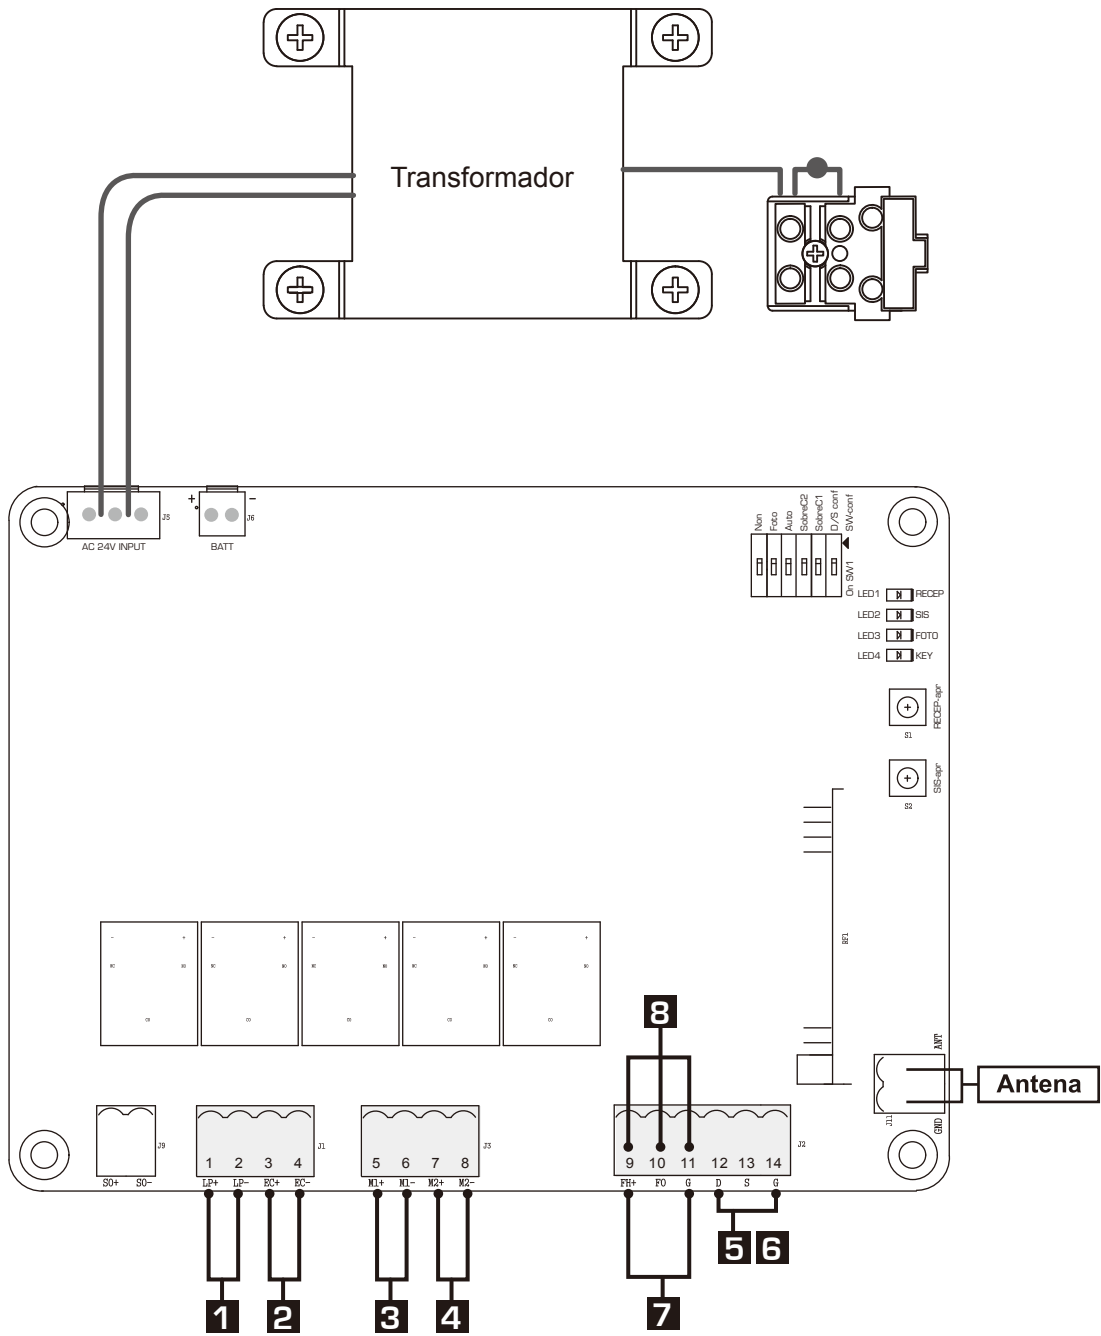 Transformador
+ -
J5
J6
AC 24V INPUT
BATT
Non
Foto
Auto
SobreC2
SobreC1
D/S conf
SW-conf
On SW1
LED1 RECEP
LED2 SIS
LED3 FOTO
LED4 KEY
RECEP-apr
S1
SIS-apr
S2
RF1
- + - + - + - + - +
8
ANT
Antena
J11
GND
J9
J1
J3
J2
1 2 3 4
5 6 7 8
9 10 11 12 13 14
SO+ SO-
LP+ LP- EC+ EC-
M1+ M1- M2+ M2-
FH+ FO G D S G
5 6
1 2 3 4 7